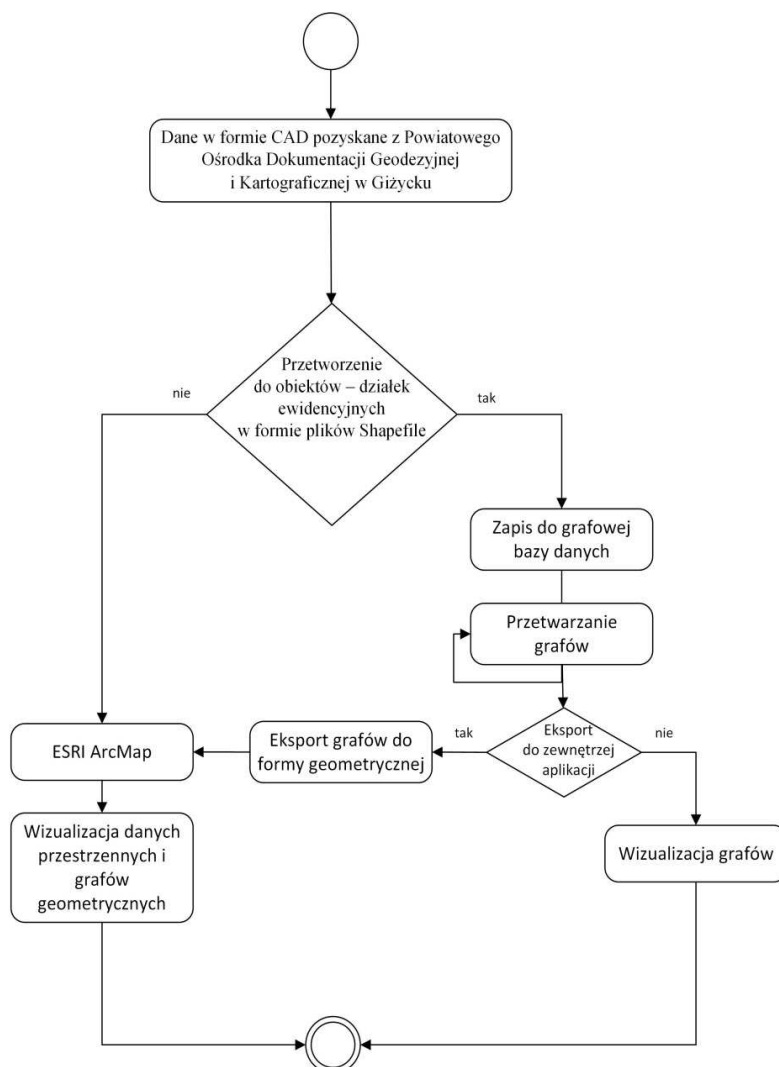 Dane w formie CAD pozyskane z Powiatowego
Ośrodka Dokumentacji Geodezyjnej
i Kartograficznej w Giżycku
Przetworzenie
do obiektów – działek
ewidencyjnych
w formie plików Shapefile
nie
tak
Zapis do grafowej
bazy danych
Przetwarzanie
grafów
Eksport
do zewnętrzej
aplikacji
tak
nie
Eksport grafów do
formy geometrycznej
ESRI ArcMap
Wizualizacja danych
przestrzennych i
grafów
geometrycznych
Wizualizacja grafów